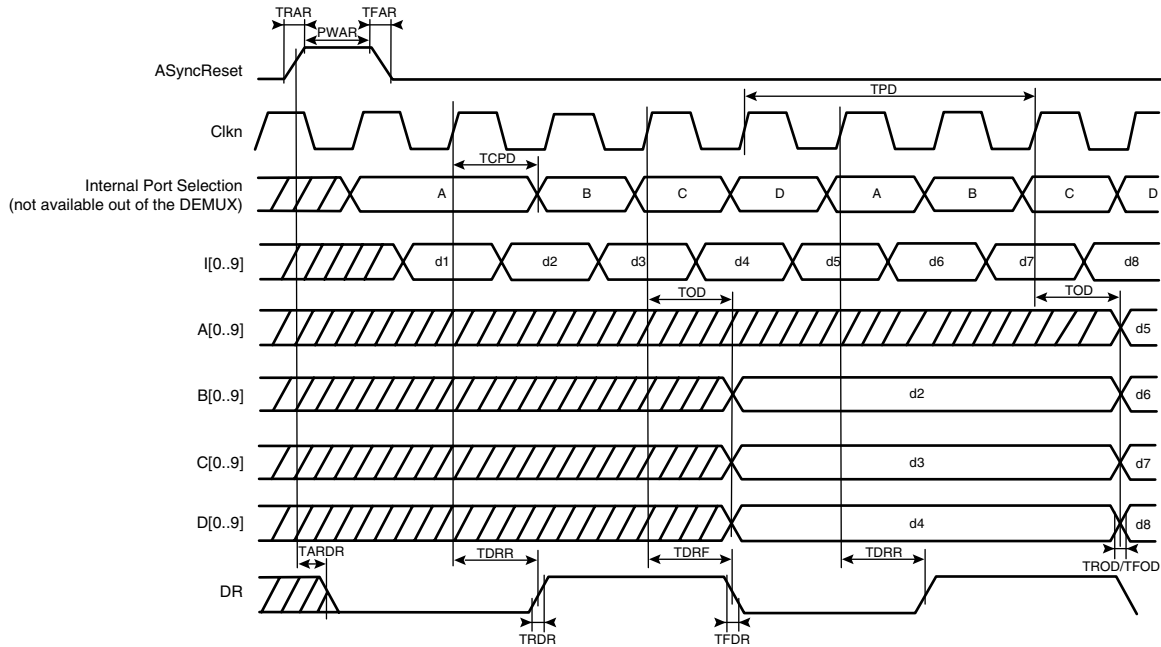 TRAR TFAR
PWAR
ASyncReset
TPD
Clkn
TCPD
Internal Port Selection
(not available out of the DEMUX)
A B C D A B C D
I[0..9] d1 d2 d3 d4 d5 d6 d7 d8
TOD TOD
A[0..9] d5
B[0..9] d2 d6
C[0..9] d3 d7
D[0..9] d4 d8
TARDR TDRR TDRF TDRR
TROD/TFOD
DR
TRDR TFDR